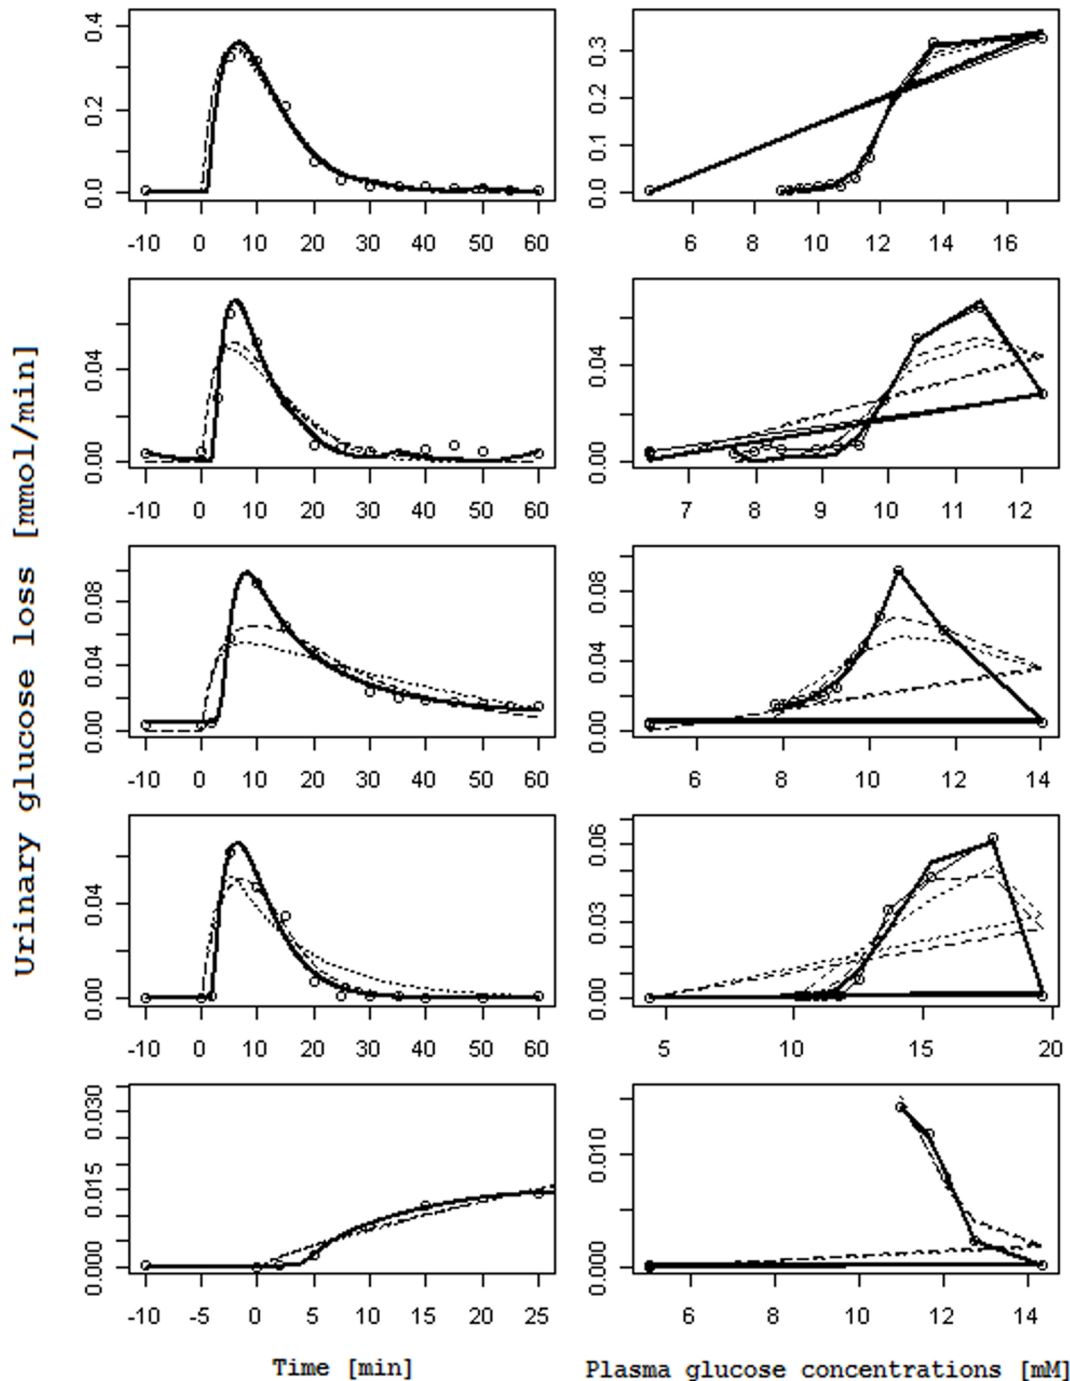 Urinary glucose loss [mmol/min]
0.0 0.2 0.4
-10 0 10 20 30 40 50 60
0.0 0.1 0.2 0.3
6 8 10 12 14 16
0.00 0.04
-10 0 10 20 30 40 50 60
0.00 0.04
7 8 9 10 11 12
0.00 0.04 0.08
-10 0 10 20 30 40 50 60
0.00 0.04 0.08
6 8 10 12 14
0.00 0.04
-10 0 10 20 30 40 50 60
0.00 0.03 0.06
5 10 15 20
0.000 0.015 0.030
-10 -5 0 5 10 15 20 25
0.000 0.010
6 8 10 12 14
Time [min]
Plasma glucose concentrations [mM]